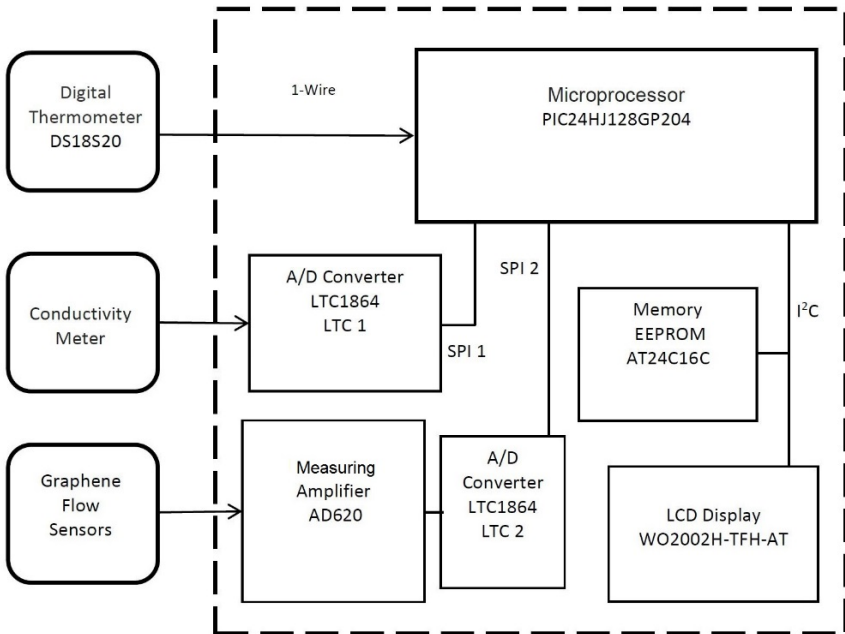 Digital
Thermometer
DS18S20
1-Wire
Microprocessor
PIC24HJ128GP204
Conductivity
Meter
A/D Converter
LTC1864
LTC 1
SPI 1
SPI 2
Memory
EEPROM
AT24C16C
I²C
Graphene
Flow
Sensors
Measuring
Amplifier
AD620
A/D
Converter
LTC1864
LTC 2
LCD Display
WO2002H-TFH-AT